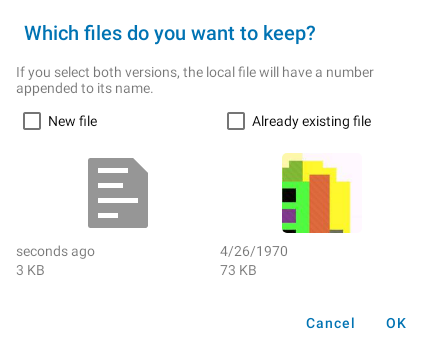 Which files do you want to keep?
If you select both versions, the local file will have a number
appended to its name.
New file
Already existing file
seconds ago
3 KB
4/26/1970
73 KB
Cancel
OK